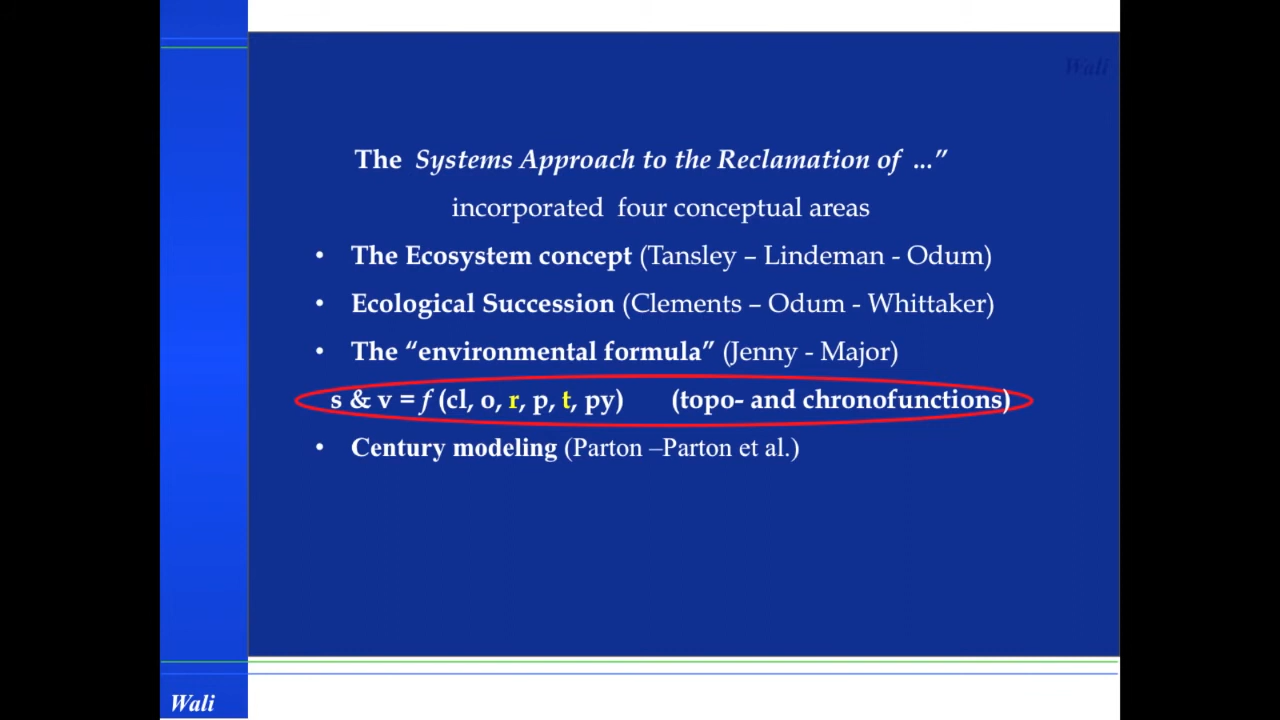 Wali
The Systems Approach to the Reclamation of ...”
incorporated four conceptual areas
• The Ecosystem concept (Tansley – Lindeman - Odum)
• Ecological Succession (Clements – Odum - Whittaker)
• The “environmental formula” (Jenny - Major)
s & v = f (cl, o, r, p, t, py) (topo- and chronofunctions)
• Century modeling (Parton –Parton et al.)
Wali